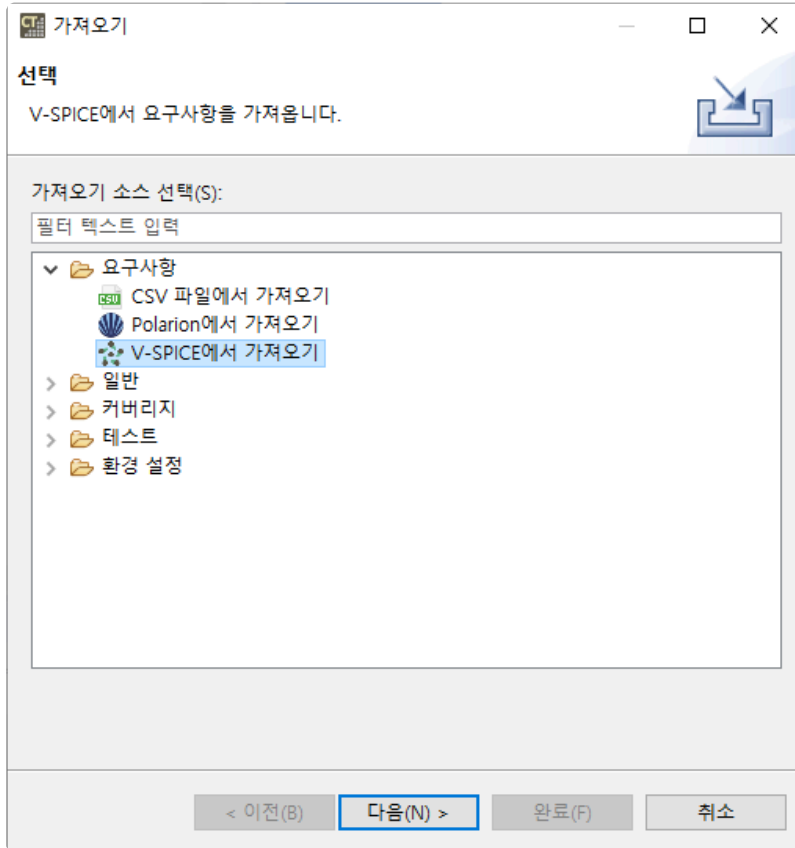 CT 가져오기
선택
V-SPICE에서 요구사항을 가져옵니다.
가져오기 소스 선택(S):
필터 텍스트 입력
요구사항
CSV CSV 파일에서 가져오기
Polarion에서 가져오기
V-SPICE에서 가져오기
일반
커버리지
테스트
환경 설정
< 이전(B) 다음(N) > 완료(F) 취소